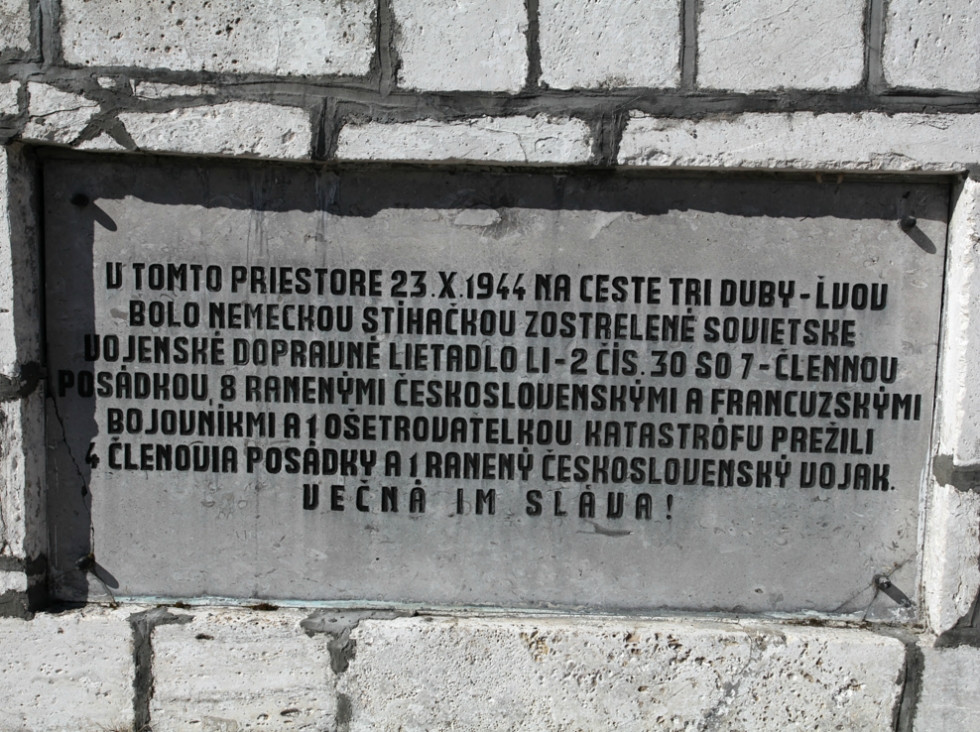 V TOMTO PRIESTORE 23.X.1944 NA CESTE TRI DUBY-ĽVOV
BOLO NEMECKOU STÍHAČKOU ZOSTRELENÉ SOVIETSKE
VOJENSKÉ DOPRAVNÉ LIETADLO LI-2 ČÍS. 30 SO 7-ČLENNOU
POSÁDKOU, 8 RANENÝMI ČESKOSLOVENSKÝMI A FRANCUZSKÝMI
BOJOVNÍKMI A 1 OŠETROVATEĽKOU KATASTRÓFU PREŽILI
4 ČLENOVIA POSÁDKY A 1 RANENÝ ČESKOSLOVENSKÝ VOJAK.
VEČNÁ IM SLÁVA!